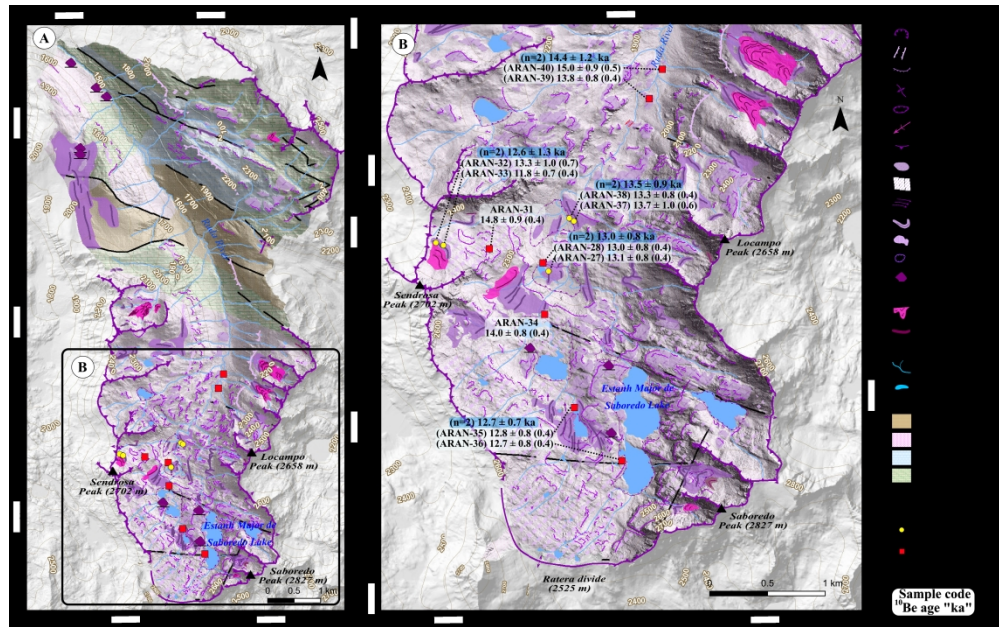 A
N
1500
1600
1700
1900
2000
2100
2200
2300
B
Locampo
Peak (2658 m)
Sendrosa
Peak (2702 m)
Estanh Major de
Saboredo Lake
Saboredo
Peak (2827 m)
0 0.5 1 km
B
N
(n=2) 14.4 ± 1.2 ka
(ARAN-40) 15.0 ± 0.9 (0.5)
(ARAN-39) 13.8 ± 0.8 (0.4)
(n=2) 12.6 ± 1.3 ka
(ARAN-32) 13.3 ± 1.0 (0.7)
(ARAN-33) 11.8 ± 0.7 (0.4)
(n=2) 13.5 ± 0.9 ka
(ARAN-38) 13.3 ± 0.8 (0.4)
(ARAN-37) 13.7 ± 1.0 (0.6)
ARAN-31
14.8 ± 0.9 (0.4)
(n=2) 13.0 ± 0.8 ka
(ARAN-28) 13.0 ± 0.8 (0.4)
(ARAN-27) 13.1 ± 0.8 (0.4)
Locampo
Peak (2658 m)
Sendrosa
Peak (2702 m)
ARAN-34
14.0 ± 0.8 (0.4)
Estanh Major de
Saboredo Lake
(n=2) 12.7 ± 0.7 ka
(ARAN-35) 12.8 ± 0.8 (0.4)
(ARAN-36) 12.7 ± 0.8 (0.4)
Saboredo
Peak (2827 m)
Ratera divide
(2525 m)
0 0.5 1 km
Sample code
¹⁰Be age "ka"